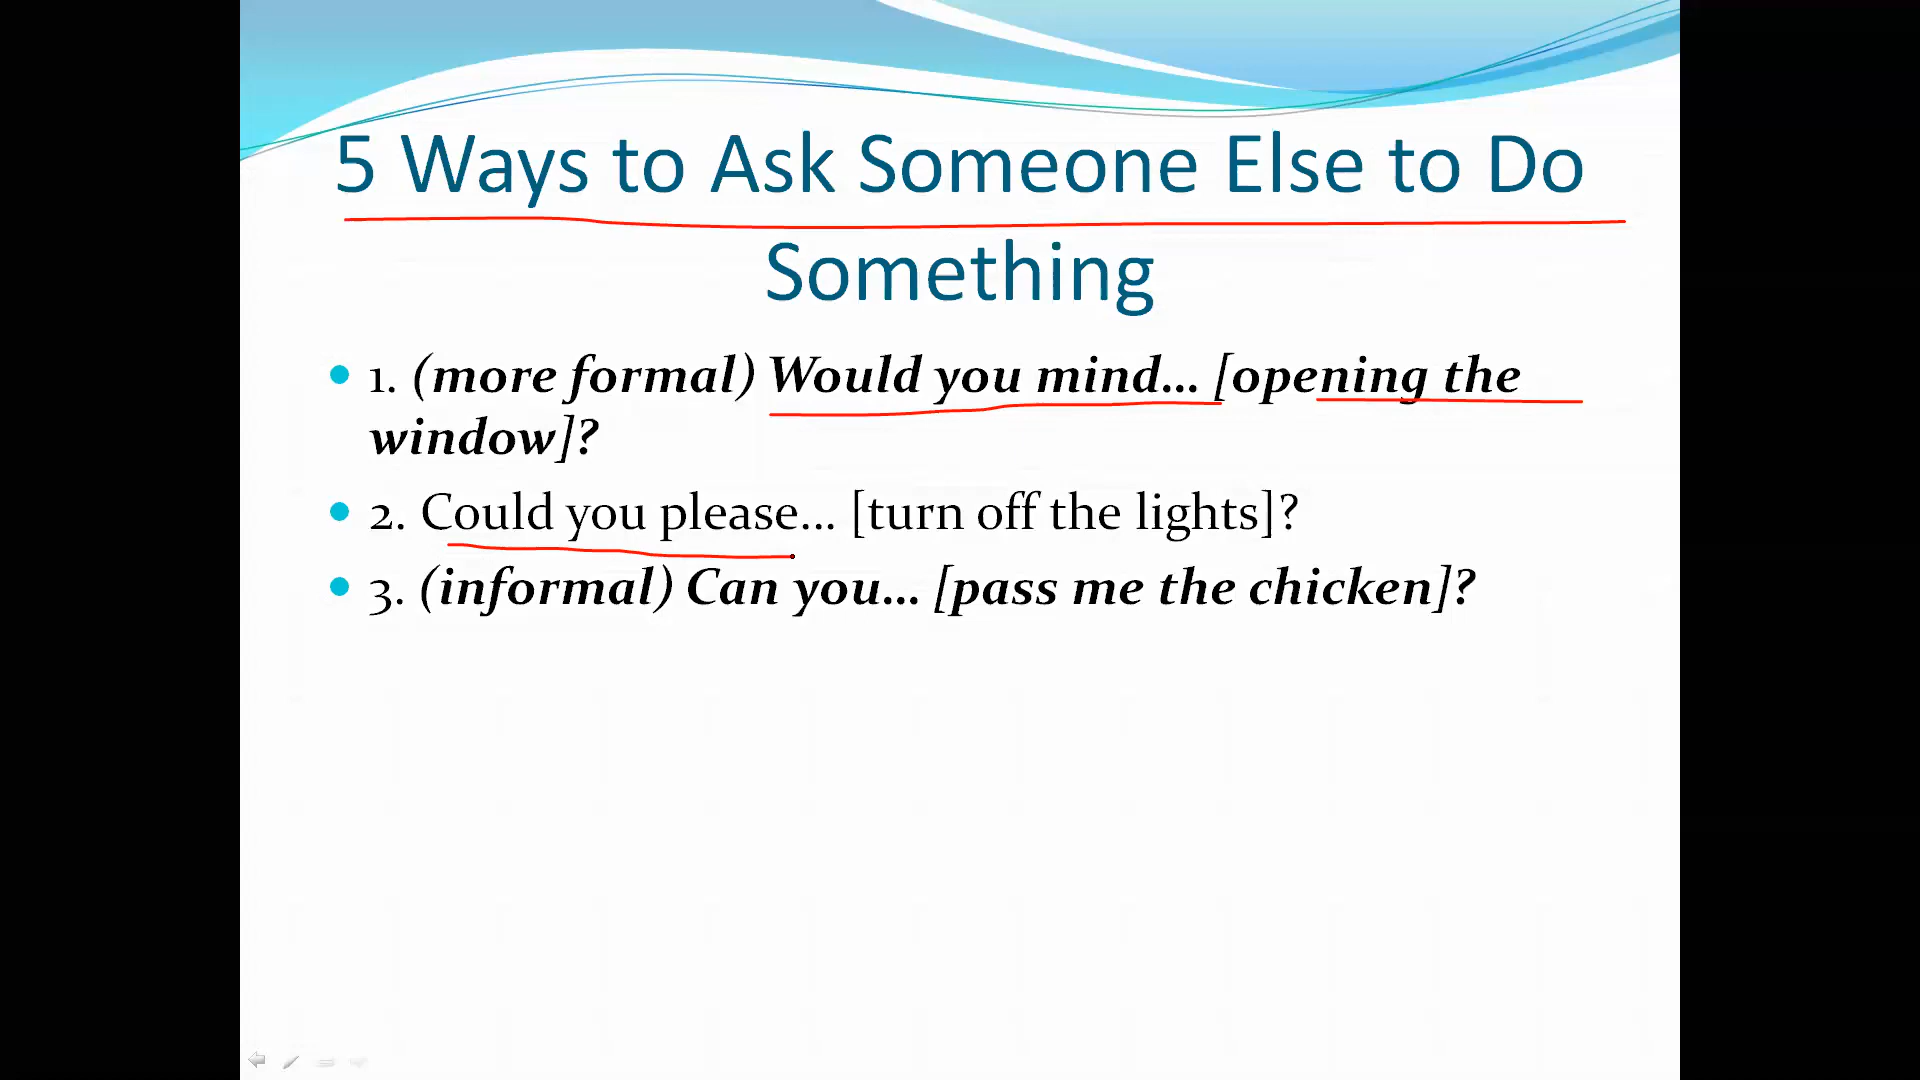 5 Ways to Ask Someone Else to Do
Something
1. (more formal) Would you mind... [opening the
window]?
2. Could you please... [turn off the lights]?
3. (informal) Can you... [pass me the chicken]?